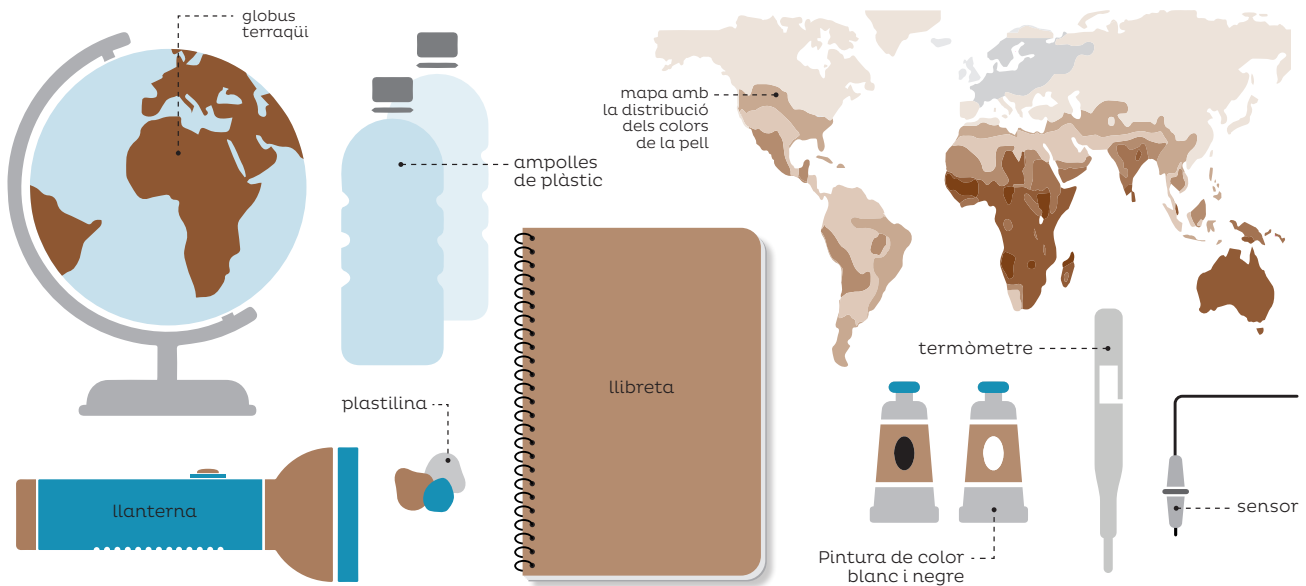 globus
terraqüi
mapa amb
la distribució
dels colors
de la pell
ampolles
de plàstic
termòmetre
llibreta
plastilina
llanterna
sensor
Pintura de color
blanc i negre